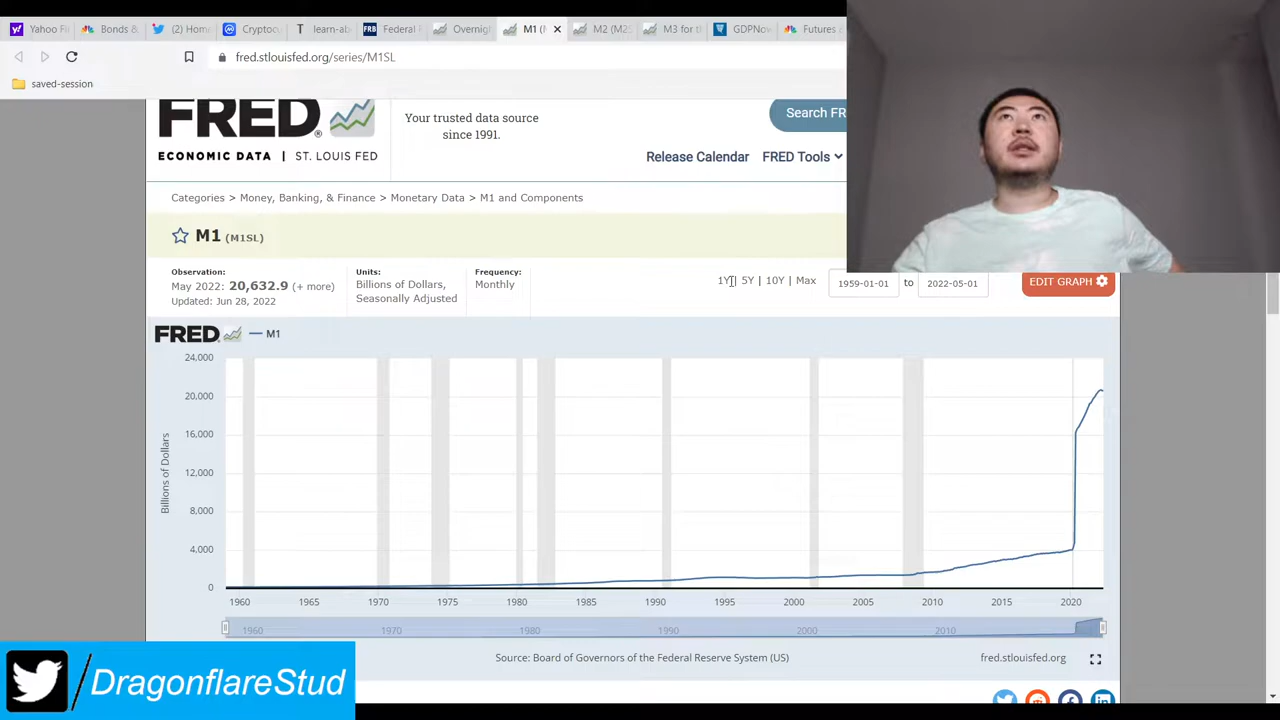 Yahoo Fi
Bonds &
(2) Hom
Cryptoc
learn-ab
Federal
Overnigh
M1 (
M2 (M2
M3 for th
GDPNow
Futures
fred.stlouisfed.org/series/M1SL
saved-session
FRED
ECONOMIC DATA | ST. LOUIS FED
Your trusted data source
since 1991.
Search FR
Release Calendar
FRED Tools
Categories > Money, Banking, & Finance > Monetary Data > M1 and Components
M1 (M1SL)
Observation:
May 2022: 20,632.9 (+ more)
Updated: Jun 28, 2022
Units:
Billions of Dollars,
Seasonally Adjusted
Frequency:
Monthly
1Y | 5Y | 10Y | Max
1959-01-01 to 2022-05-01
EDIT GRAPH
FRED
M1
24,000
20,000
16,000
12,000
8,000
4,000
0
Billions of Dollars
1960 1965 1970 1975 1980 1985 1990 1995 2000 2005 2010 2015 2020
1960 1970 1980 1990 2000 2010
Source: Board of Governors of the Federal Reserve System (US)
fred.stlouisfed.org
DragonflareStud